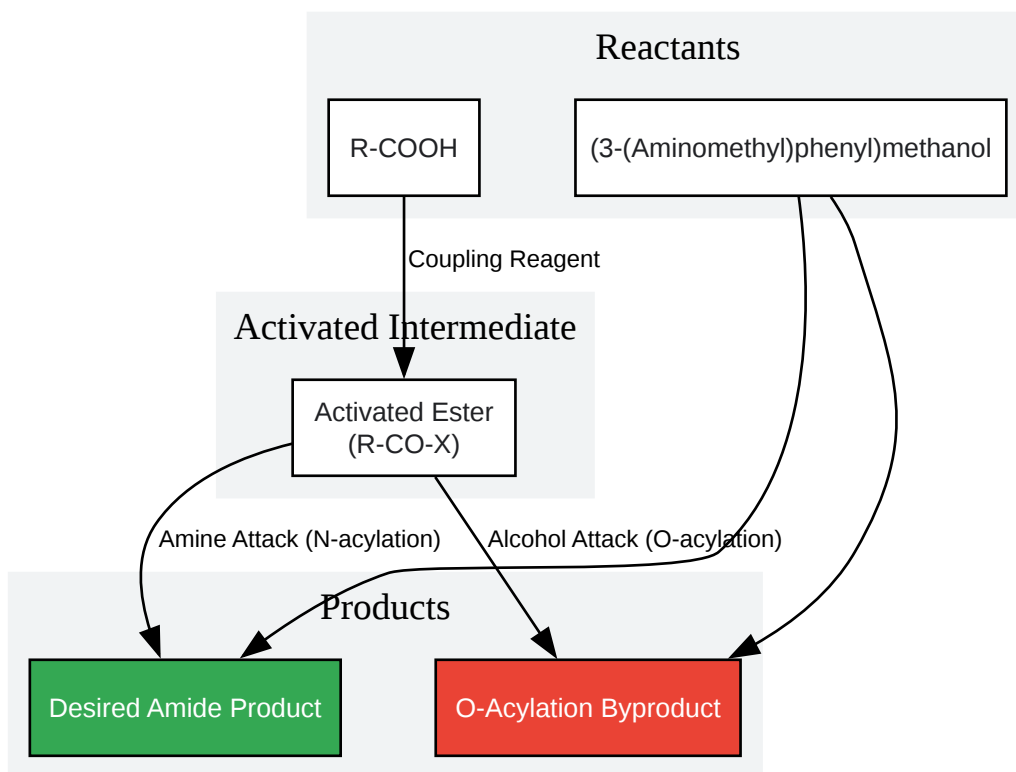 Reactants
R-COOH
(3-(Aminomethyl)phenyl)methanol
Coupling Reagent
Activated Intermediate
Activated Ester
(R-CO-X)
Amine Attack (N-acylation)
Alcohol Attack (O-acylation)
Products
Desired Amide Product
O-Acylation Byproduct